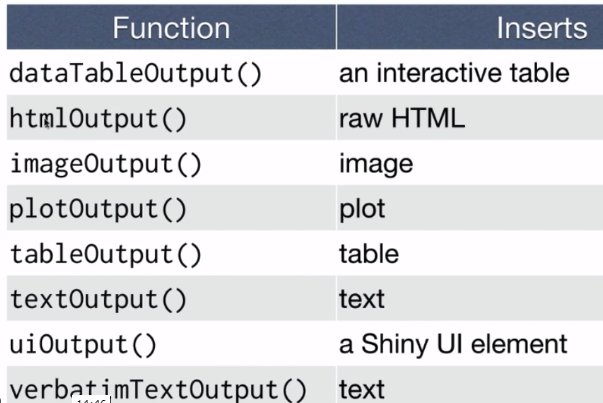 Function Inserts
dataTableOutput() an interactive table
htmlOutput() raw HTML
imageOutput() image
plotOutput() plot
tableOutput() table
textOutput() text
uiOutput() a Shiny UI element
verbatimTextOutput() text